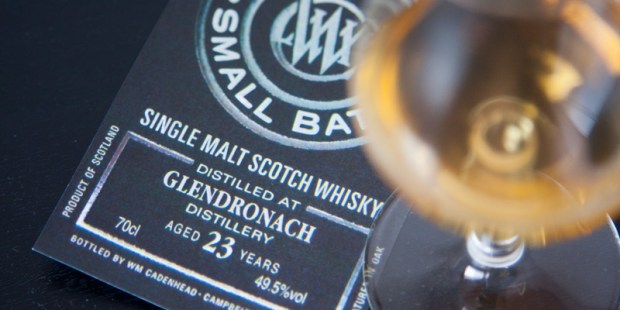 SMALL BAT
SINGLE MALT SCOTCH WHISKY
DISTILLED AT
GLENDRONACH
DISTILLERY
AGED 23 YEARS
70cl
49.5%vol
PRODUCT OF SCOTLAND
BOTTLED BY WM CADENHEAD - CAMPBE
OAK